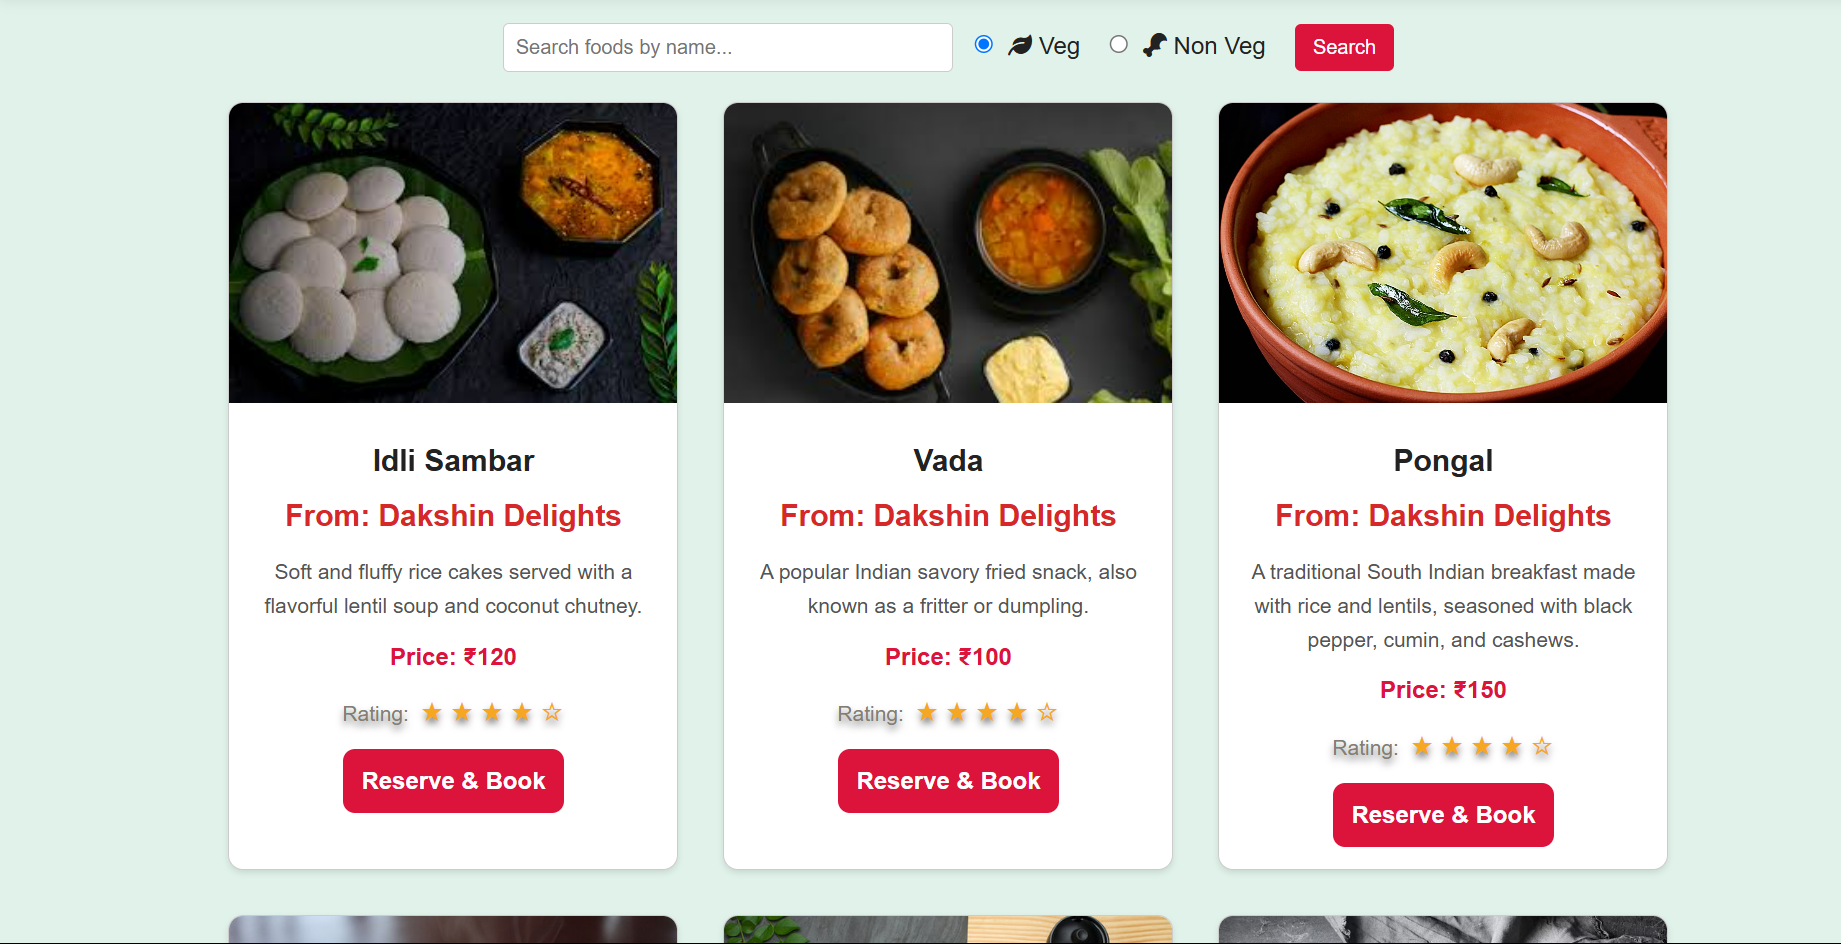 Search foods by name...
Veg
Non Veg
Search
Idli Sambar
From: Dakshin Delights
Soft and fluffy rice cakes served with a
flavorful lentil soup and coconut chutney.
Price: ₹120
Rating: ★ ★ ★ ★ ☆
Reserve & Book
Vada
From: Dakshin Delights
A popular Indian savory fried snack, also
known as a fritter or dumpling.
Price: ₹100
Rating: ★ ★ ★ ★ ☆
Reserve & Book
Pongal
From: Dakshin Delights
A traditional South Indian breakfast made
with rice and lentils, seasoned with black
pepper, cumin, and cashews.
Price: ₹150
Rating: ★ ★ ★ ★ ☆
Reserve & Book